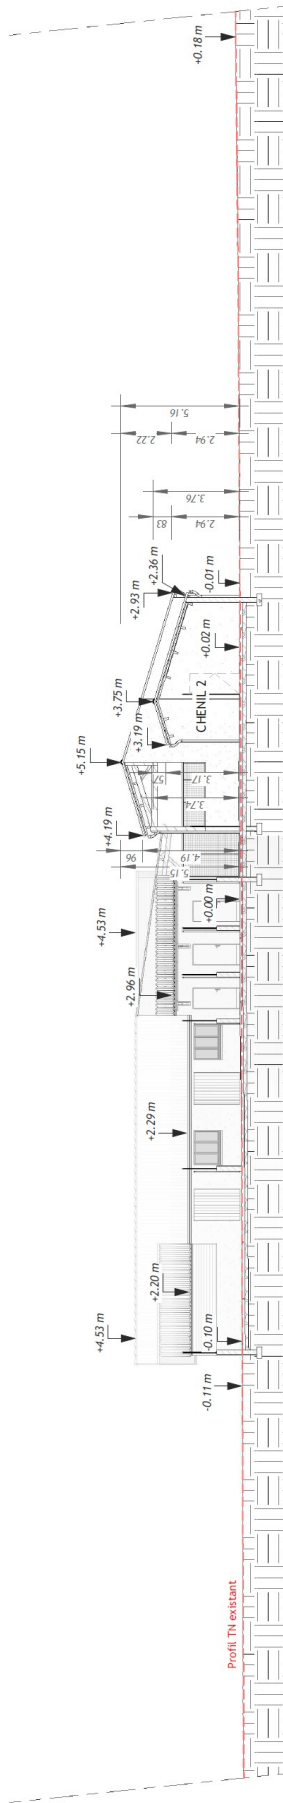 Profil TN existant
-0.11 m
+4.53 m
+2.20 m
-0.10 m
+2.29 m
+2.96 m
+4.53 m
+0.00 m
96
4.19
5.15
+4.19 m
57
3.17
3.74
+5.15 m
+3.19 m
CHENIL 2
+3.75 m
+0.02 m
+2.93 m
+2.36 m
-0.01 m
83
2.94
3.76
2.22
2.94
5.16
+0.18 m